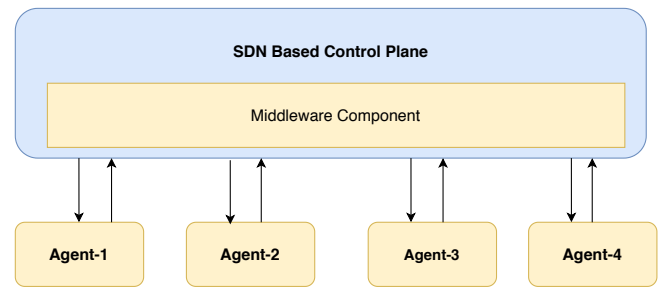 SDN Based Control Plane
Middleware Component
Agent-1
Agent-2
Agent-3
Agent-4